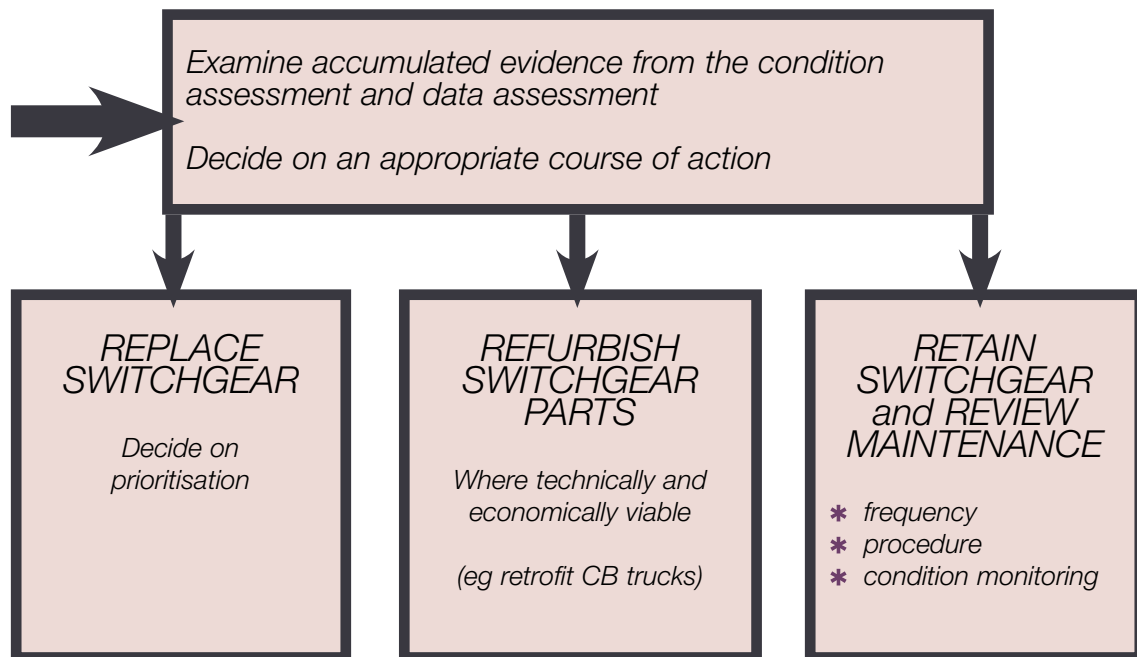 Examine accumulated evidence from the condition
assessment and data assessment
Decide on an appropriate course of action
REPLACE
SWITCHGEAR
Decide on
prioritisation
REFURBISH
SWITCHGEAR
PARTS
Where technically and
economically viable
(eg retrofit CB trucks)
RETAIN
SWITCHGEAR
and REVIEW
MAINTENANCE
* frequency
* procedure
* condition monitoring